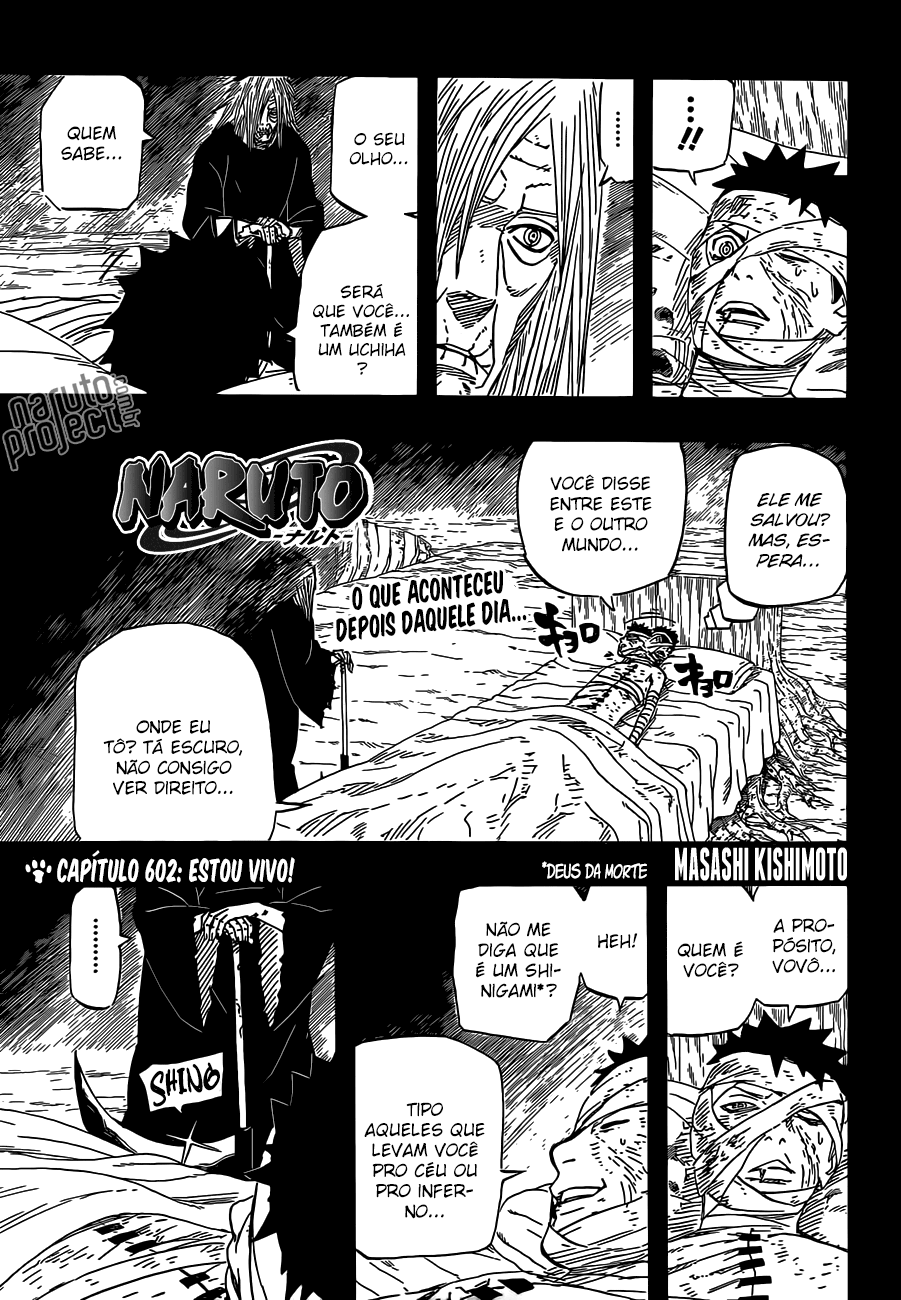 ...!!
......
O SEU
OLHO...
SERÁ
QUE VOCÊ...
TAMBÉM É
UM UCHIHA
?
QUEM
SABE...
naruto
project
.com.br
NARUTO
-ナルト-
ELE ME
SALVOU?
MAS, ES-
PERA...
VOCÊ DISSE
ENTRE ESTE
E O OUTRO
MUNDO...
O QUE ACONTECEU
DEPOIS DAQUELE DIA...
キョロ
キョロ
ONDE EU
TÔ? TÁ ESCURO,
NÃO CONSIGO
VER DIREITO...
CAPÍTULO 602: ESTOU VIVO!
*DEUS DA MORTE
MASASHI KISHIMOTO
A PRO-
PÓSITO,
VOVÔ...
QUEM É
VOCÊ?
HEH!
NÃO ME
DIGA QUE
É UM SHI-
NIGAMI*?
TIPO
AQUELES QUE
LEVAM VOCÊ
PRO CÉU OU
PRO INFER-
NO...
.......
SHING